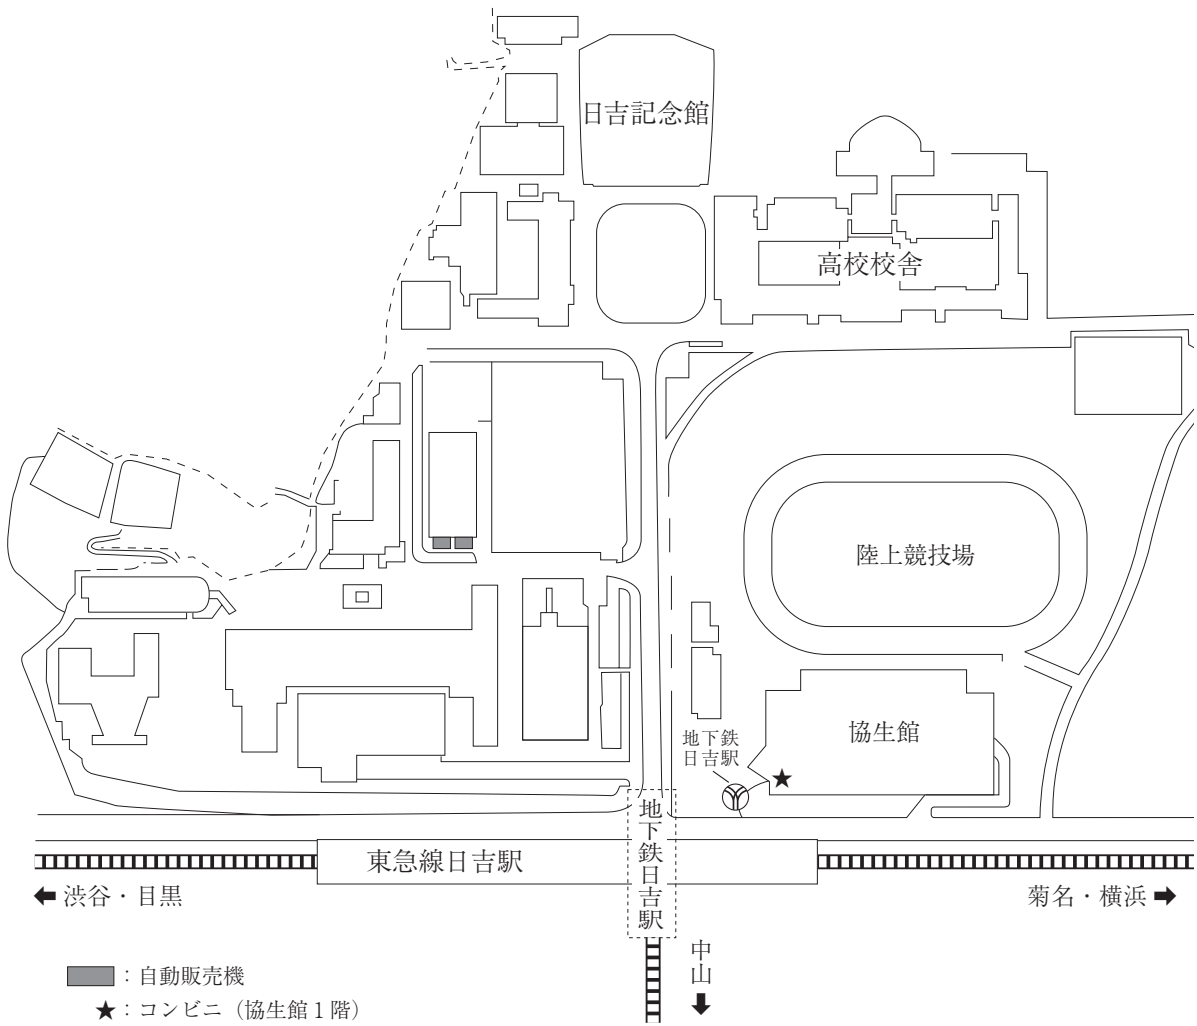 日吉記念館
高校校舎
陸上競技場
協生館
地下鉄
日吉駅
★
地下鉄日吉駅
東急線日吉駅
← 渋谷・目黒
菊名・横浜 →
中山
↓
：自動販売機
★：コンビニ（協生館１階）